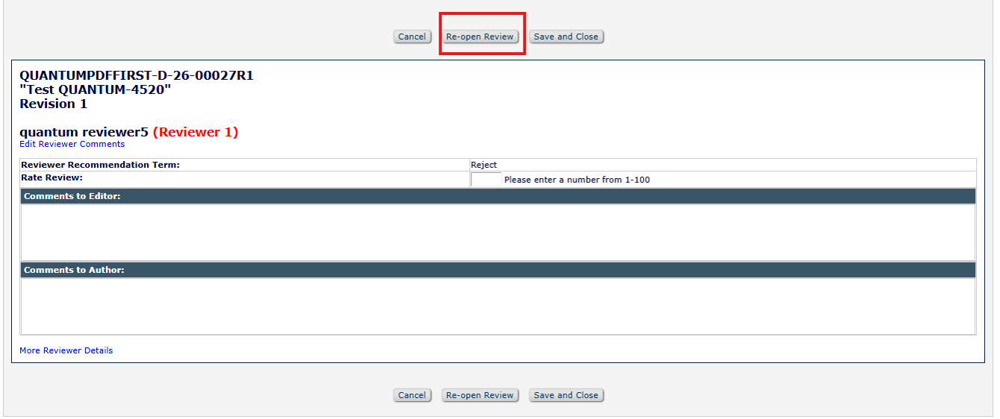 Cancel Re-open Review Save and Close
QUANTUMPDFFIRST-D-26-00027R1
"Test QUANTUM-4520"
Revision 1
quantum reviewer5 (Reviewer 1)
Edit Reviewer Comments
Reviewer Recommendation Term: Reject
Rate Review: Please enter a number from 1-100
Comments to Editor:
Comments to Author:
More Reviewer Details
Cancel Re-open Review Save and Close